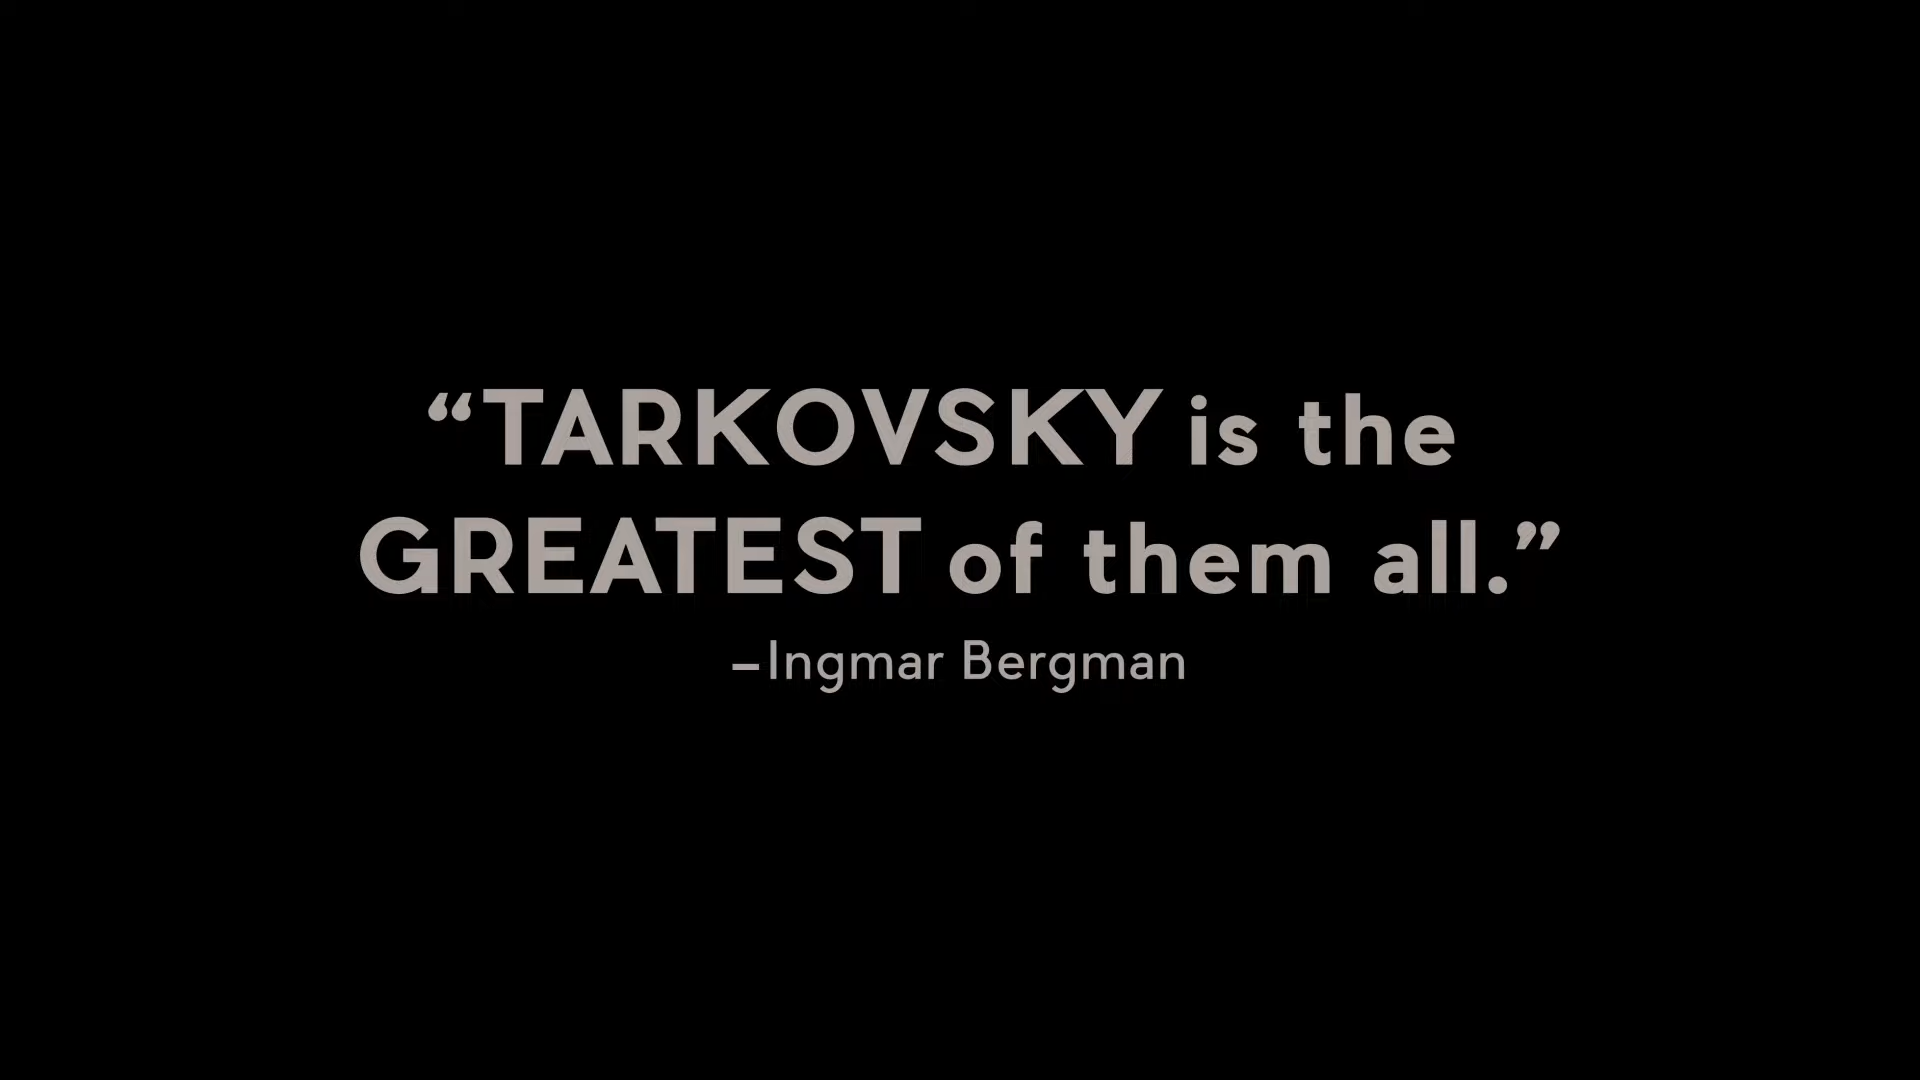 “TARKOVSKY is the
GREATEST of them all.”
–Ingmar Bergman